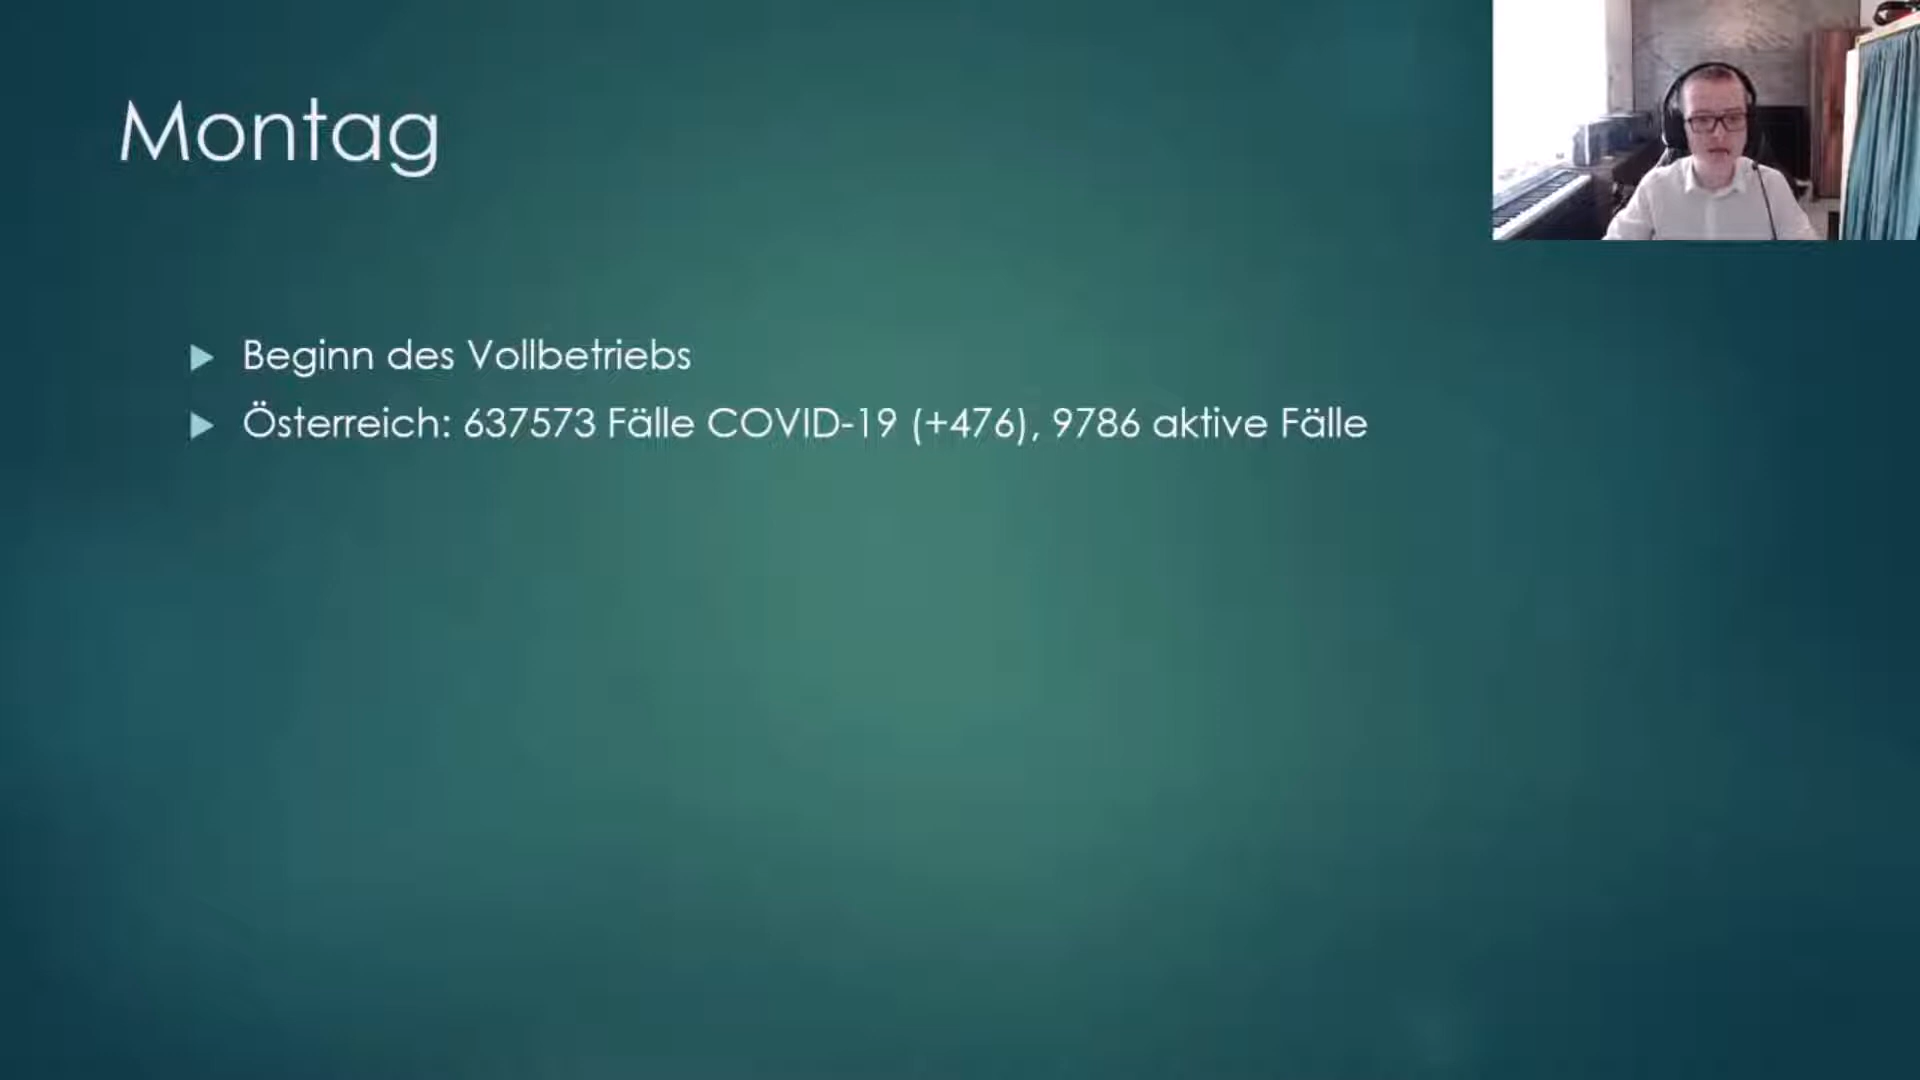 Montag
Beginn des Vollbetriebs
Österreich: 637573 Fälle COVID-19 (+476), 9786 aktive Fälle